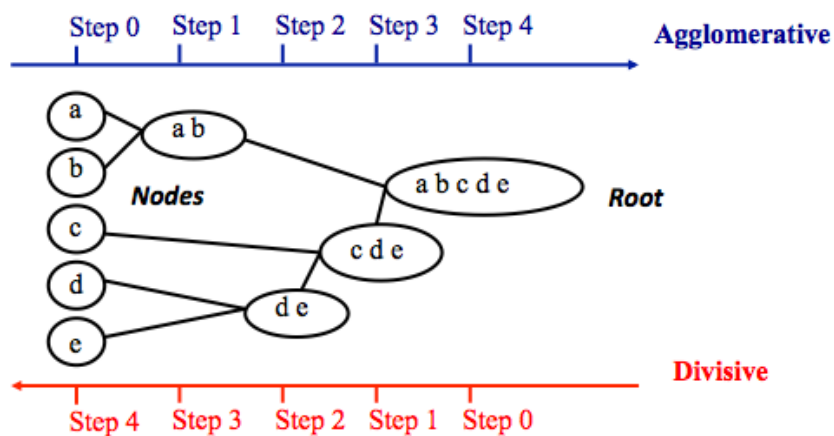 Step 0 Step 1 Step 2 Step 3 Step 4
Agglomerative
a
a b
b
a b c d e
Nodes
Root
c
c d e
d
d e
e
Divisive
Step 4 Step 3 Step 2 Step 1 Step 0